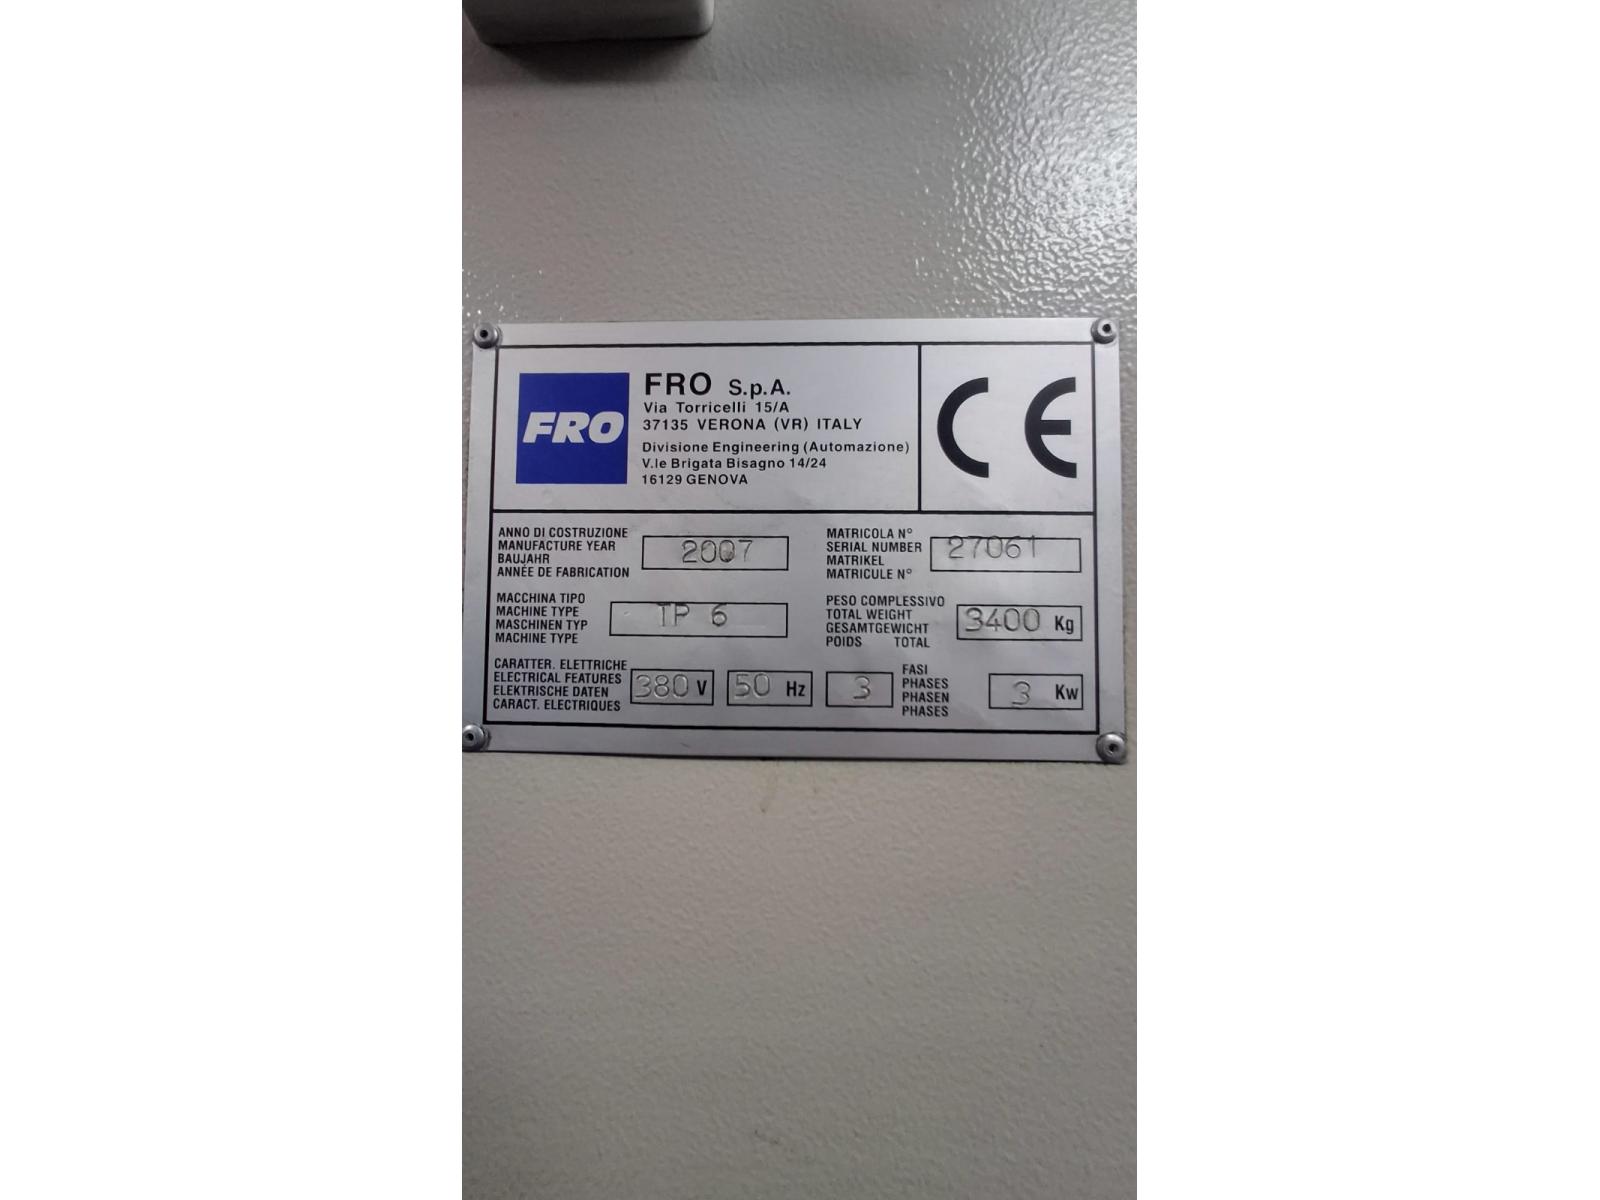 FRO
FRO S.p.A.
Via Torricelli 15/A
37135 VERONA (VR) ITALY
Divisione Engineering (Automazione)
V.le Brigata Bisagno 14/24
16129 GENOVA
CE
ANNO DI COSTRUZIONE
MANUFACTURE YEAR
BAUJAHR
ANNÉE DE FABRICATION
2007
MATRICOLA N°
SERIAL NUMBER
MATRIKEL
MATRICULE N°
27061
MACCHINA TIPO
MACHINE TYPE
MASCHINEN TYP
MACHINE TYPE
TP 6
PESO COMPLESSIVO
TOTAL WEIGHT
GESAMTGEWICHT
POIDS TOTAL
3400 Kg
CARATTER. ELETTRICHE
ELECTRICAL FEATURES
ELEKTRISCHE DATEN
CARACT. ELECTRIQUES
380 V
50 Hz
3
FASI
PHASES
PHASEN
PHASES
3 Kw